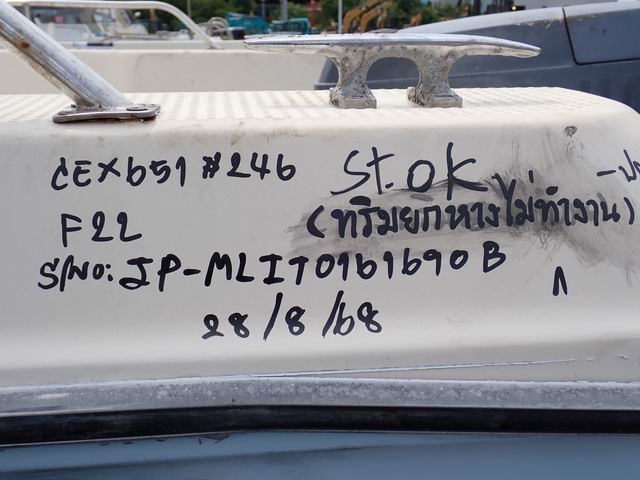 CEX651 #246
St.OK
F22
(ทริมยกหางไม่ทำงาน)
S/No: JP-MLIT0161690B
28/8/68